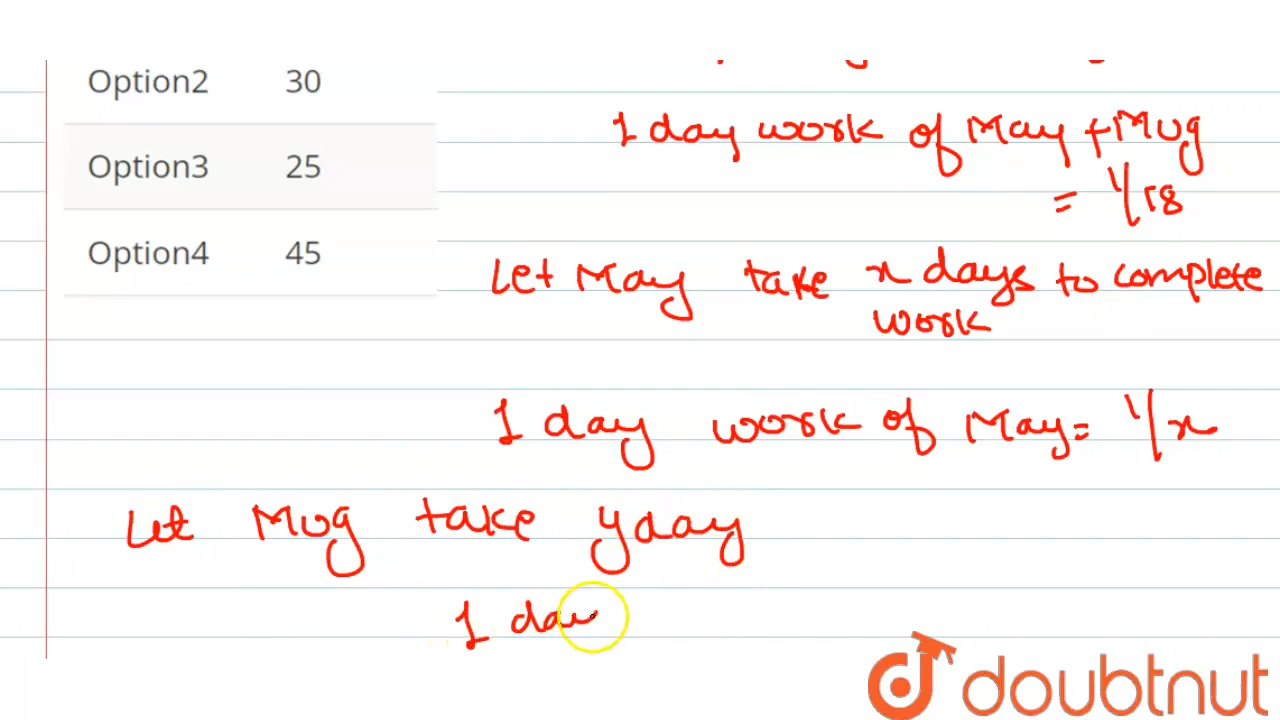 Option2 30
1 day work of May + Mug
Option3 25
= 1/18
Option4 45
Let May take x days to complete
work
1 day work of May = 1/x
Let Mug take y day
1 day
doubtnut